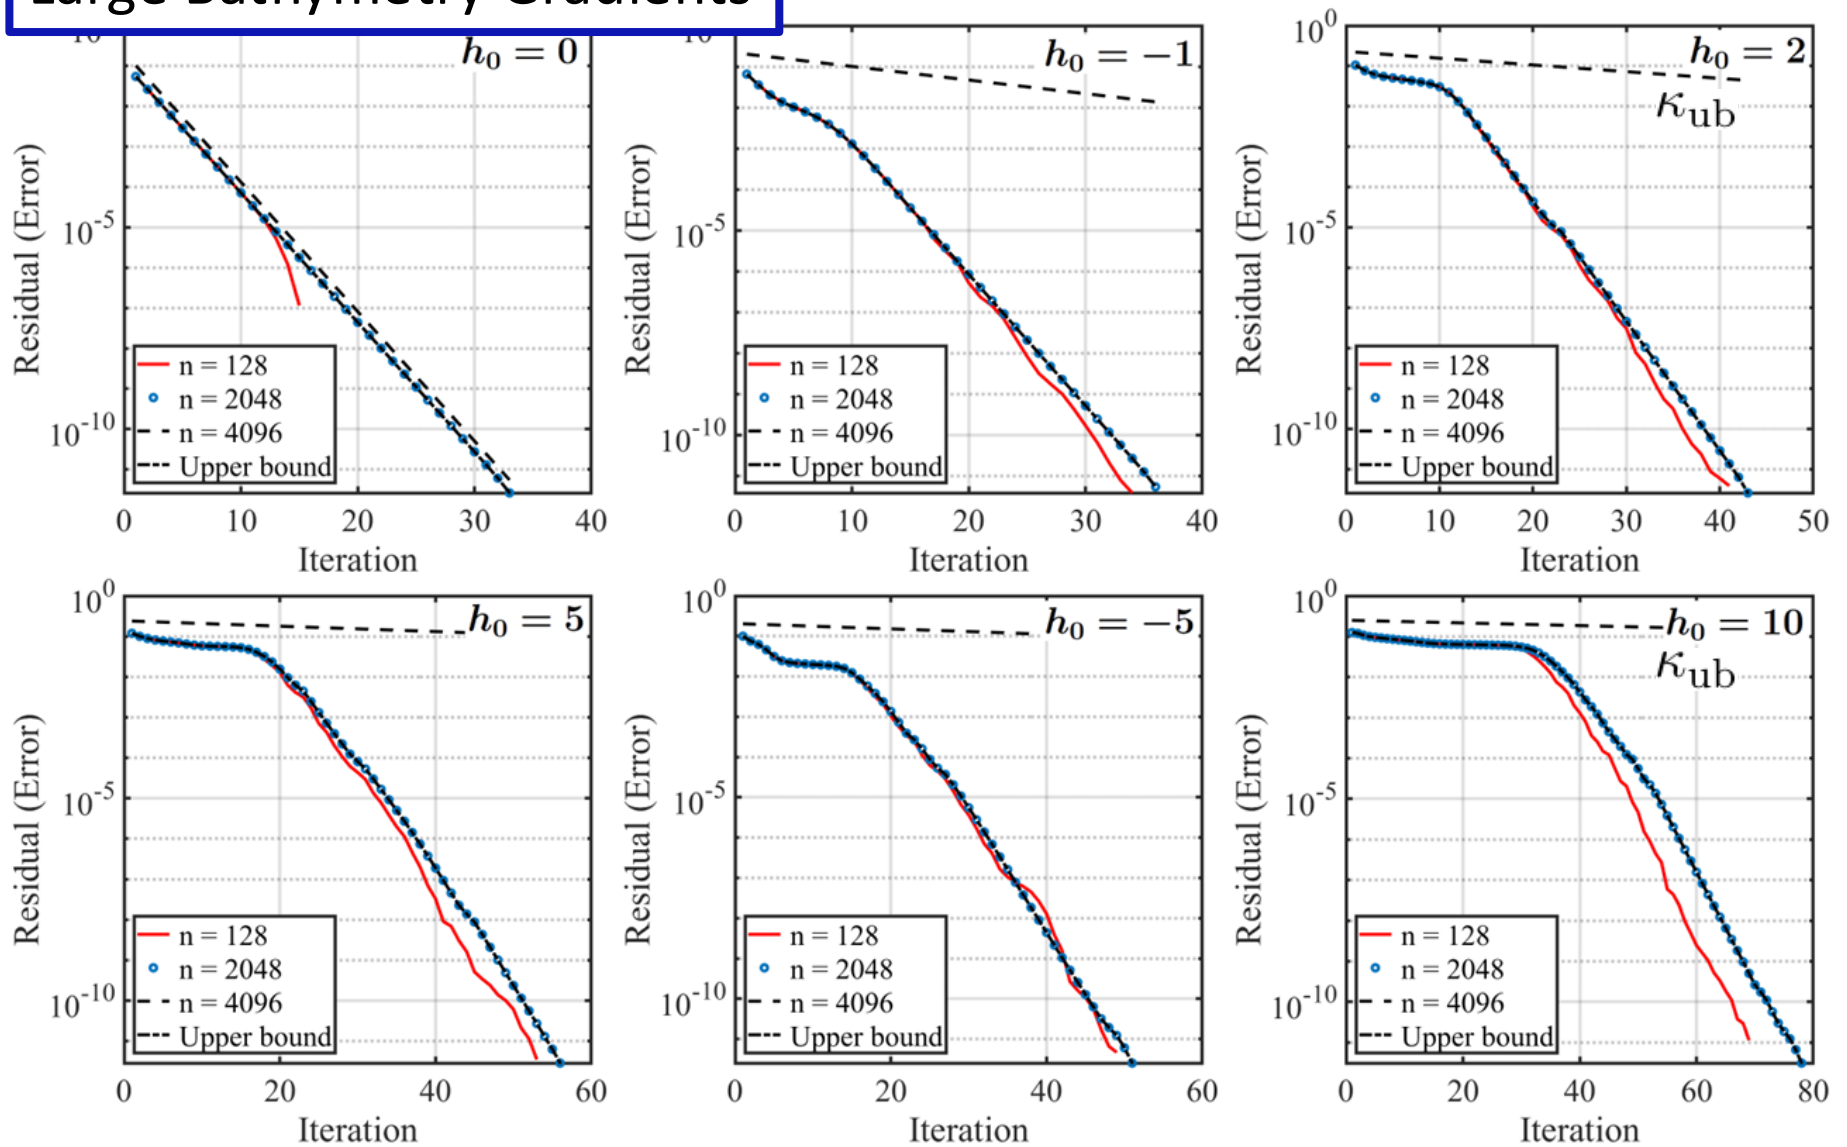 Large Bathymetry Gradients
h₀ = 0
10⁻⁵
10⁻¹⁰
Residual (Error)
n = 128
n = 2048
n = 4096
Upper bound
0 10 20 30 40
Iteration
h₀ = −1
10⁻⁵
10⁻¹⁰
Residual (Error)
n = 128
n = 2048
n = 4096
Upper bound
0 10 20 30 40
Iteration
h₀ = 2
κub
10⁰
10⁻⁵
10⁻¹⁰
Residual (Error)
n = 128
n = 2048
n = 4096
Upper bound
0 10 20 30 40 50
Iteration
h₀ = 5
10⁰
10⁻⁵
10⁻¹⁰
Residual (Error)
n = 128
n = 2048
n = 4096
Upper bound
0 20 40 60
Iteration
h₀ = −5
10⁰
10⁻⁵
10⁻¹⁰
Residual (Error)
n = 128
n = 2048
n = 4096
Upper bound
0 20 40 60
Iteration
h₀ = 10
κub
10⁰
10⁻⁵
10⁻¹⁰
Residual (Error)
n = 128
n = 2048
n = 4096
Upper bound
0 20 40 60 80
Iteration